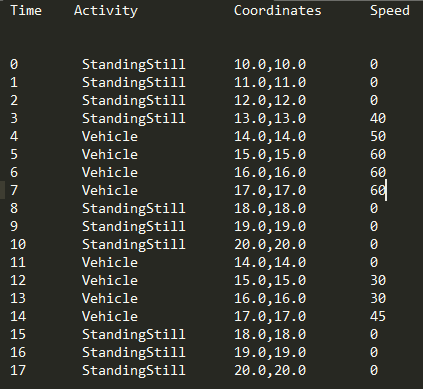 Time Activity Coordinates Speed
0 StandingStill 10.0,10.0 0
1 StandingStill 11.0,11.0 0
2 StandingStill 12.0,12.0 0
3 StandingStill 13.0,13.0 40
4 Vehicle 14.0,14.0 50
5 Vehicle 15.0,15.0 60
6 Vehicle 16.0,16.0 60
7 Vehicle 17.0,17.0 60
8 StandingStill 18.0,18.0 0
9 StandingStill 19.0,19.0 0
10 StandingStill 20.0,20.0 0
11 Vehicle 14.0,14.0 0
12 Vehicle 15.0,15.0 30
13 Vehicle 16.0,16.0 30
14 Vehicle 17.0,17.0 45
15 StandingStill 18.0,18.0 0
16 StandingStill 19.0,19.0 0
17 StandingStill 20.0,20.0 0